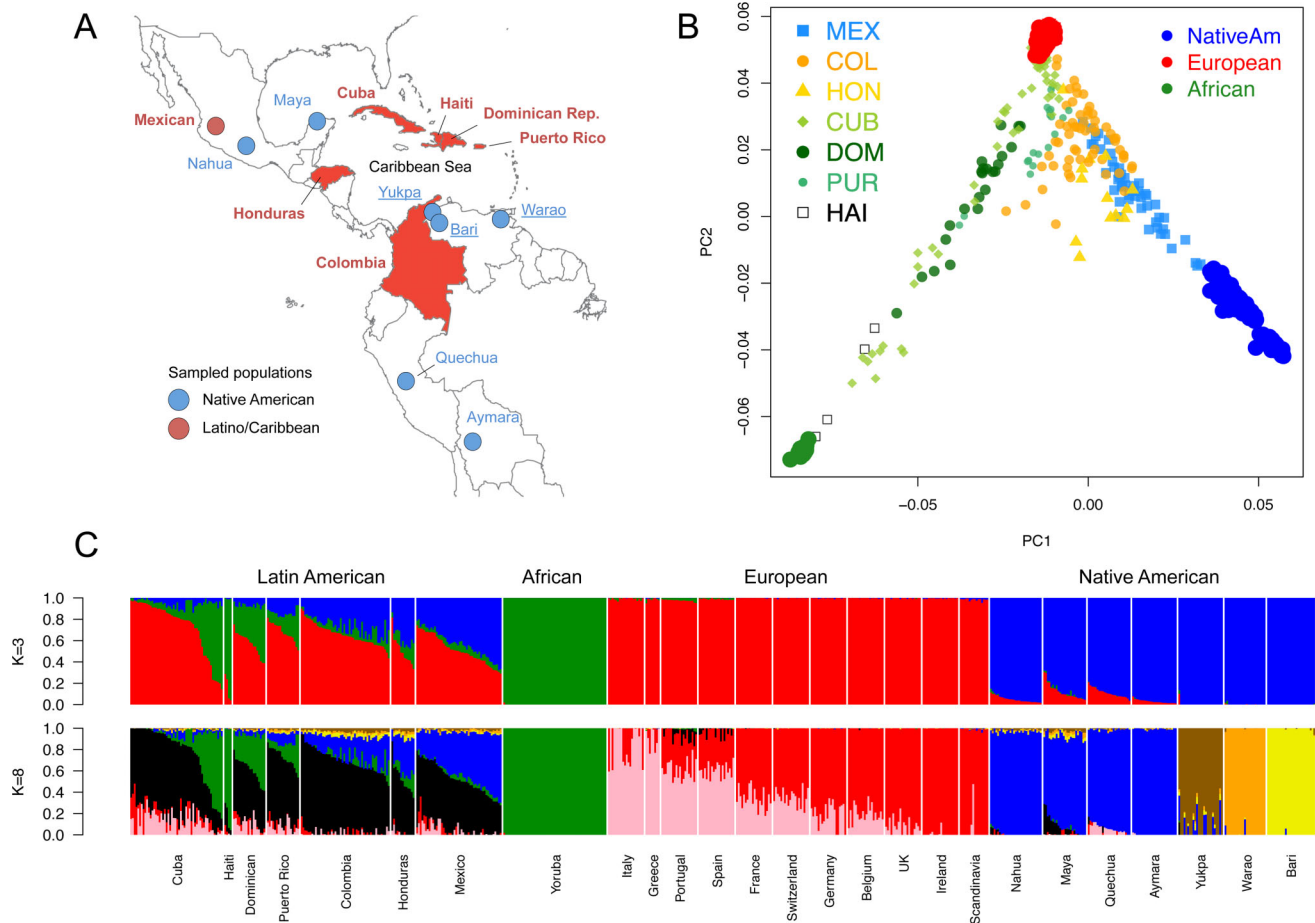 A
Maya
Cuba
Haiti
Dominican Rep.
Mexican
Puerto Rico
Nahua
Caribbean Sea
Yukpa
Warao
Honduras
Bari
Colombia
Quechua
Sampled populations
Native American
Aymara
Latino/Caribbean
B
MEX
COL
HON
CUB
DOM
PUR
HAI
NativeAm
European
African
0.06
0.04
0.02
0.00
−0.02
−0.04
−0.06
PC2
−0.05
0.00
0.05
PC1
C
Latin American
African
European
Native American
K=3
1.0
0.8
0.6
0.4
0.2
0.0
K=8
1.0
0.8
0.6
0.4
0.2
0.0
Cuba
Haiti
Dominican
Puerto Rico
Colombia
Honduras
Mexico
Yoruba
Italy
Greece
Portugal
Spain
France
Switzerland
Germany
Belgium
UK
Ireland
Scandinavia
Nahua
Maya
Quechua
Aymara
Yukpa
Warao
Bari